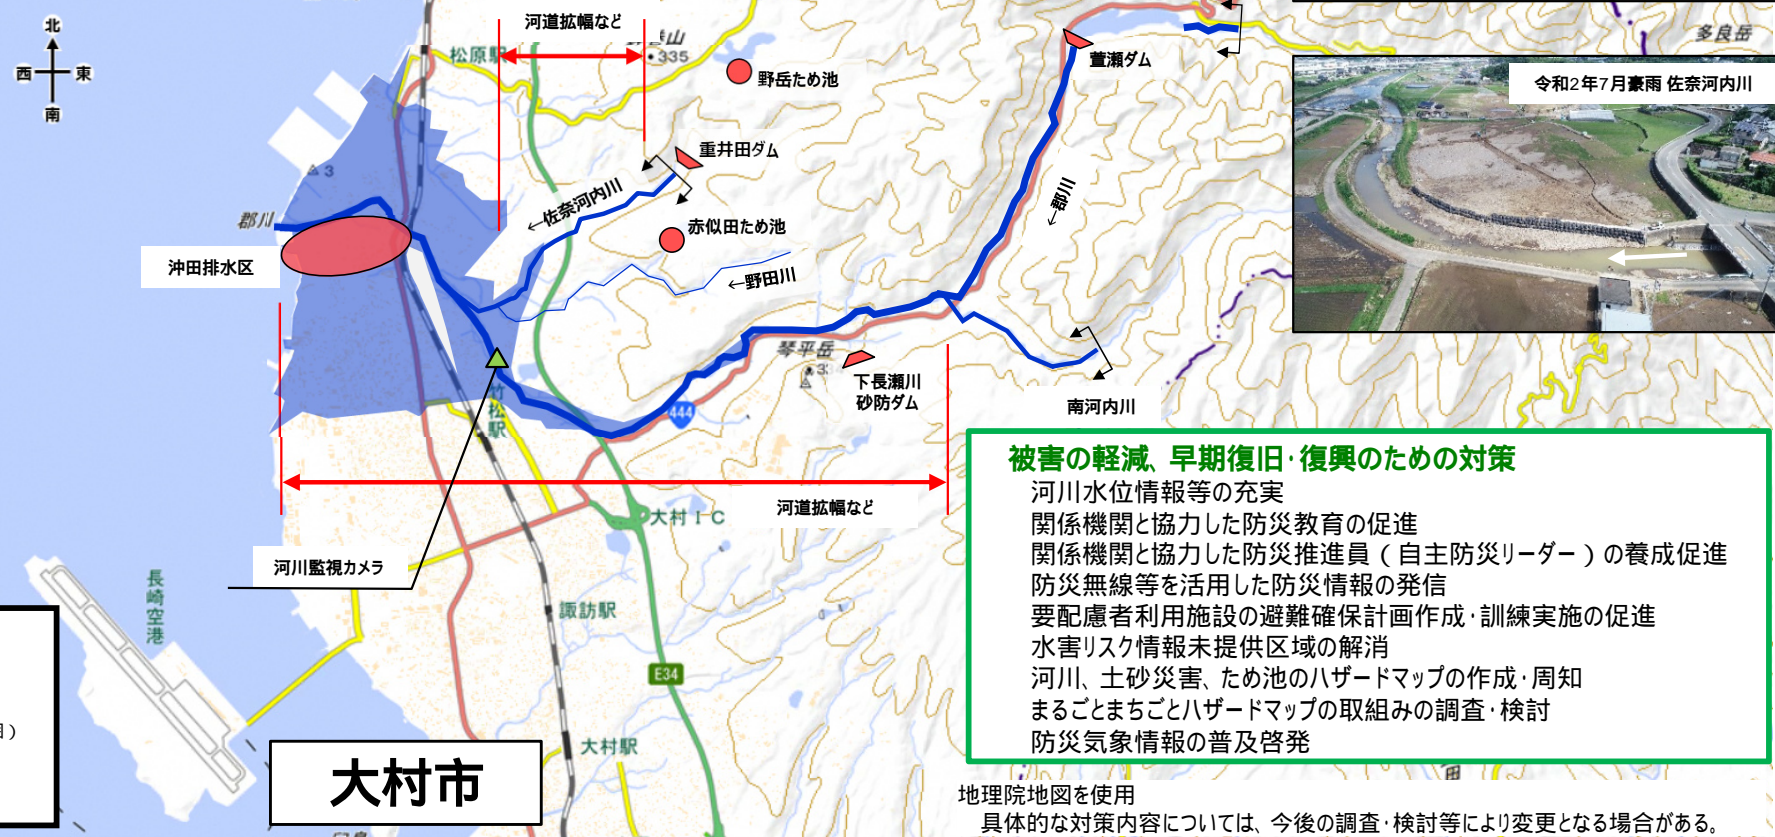 北
西 東
南
河道拡幅など
松原駅
335
野岳ため池
萱瀬ダム
多良岳
令和2年7月豪雨 佐奈河内川
重井田ダム
3
←佐奈河内川
←郡川
郡川
赤似田ため池
沖田排水区
←野田川
琴平岳
下長瀬川
砂防ダム
南河内川
竹松駅
444
河道拡幅など
大村IC
河川監視カメラ
長崎空港
諏訪駅
E34
大村駅
大村市
被害の軽減、早期復旧・復興のための対策
河川水位情報等の充実
関係機関と協力した防災教育の促進
関係機関と協力した防災推進員(自主防災リーダー)の養成促進
防災無線等を活用した防災情報の発信
要配慮者利用施設の避難確保計画作成・訓練実施の促進
水害リスク情報未提供区域の解消
河川、土砂災害、ため池のハザードマップの作成・周知
まるごとまちごとハザードマップの取組みの調査・検討
防災気象情報の普及啓発
地理院地図を使用
具体的な対策内容については、今後の調査・検討等により変更となる場合がある。